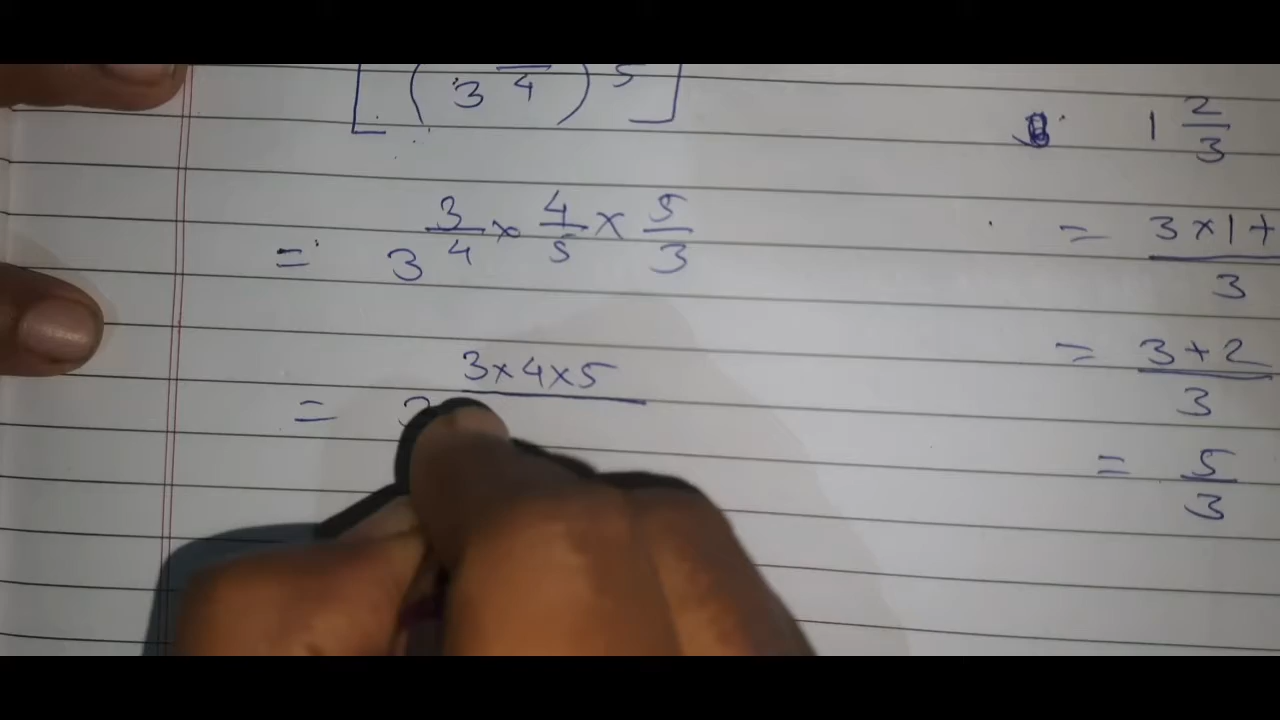 [(3 3/4) 5]
1 2/3
= 3 3/4 × 4/5 × 5/3
= 3×1+ / 3
= 3 3×4×5
= 3+2 / 3
= 5/3